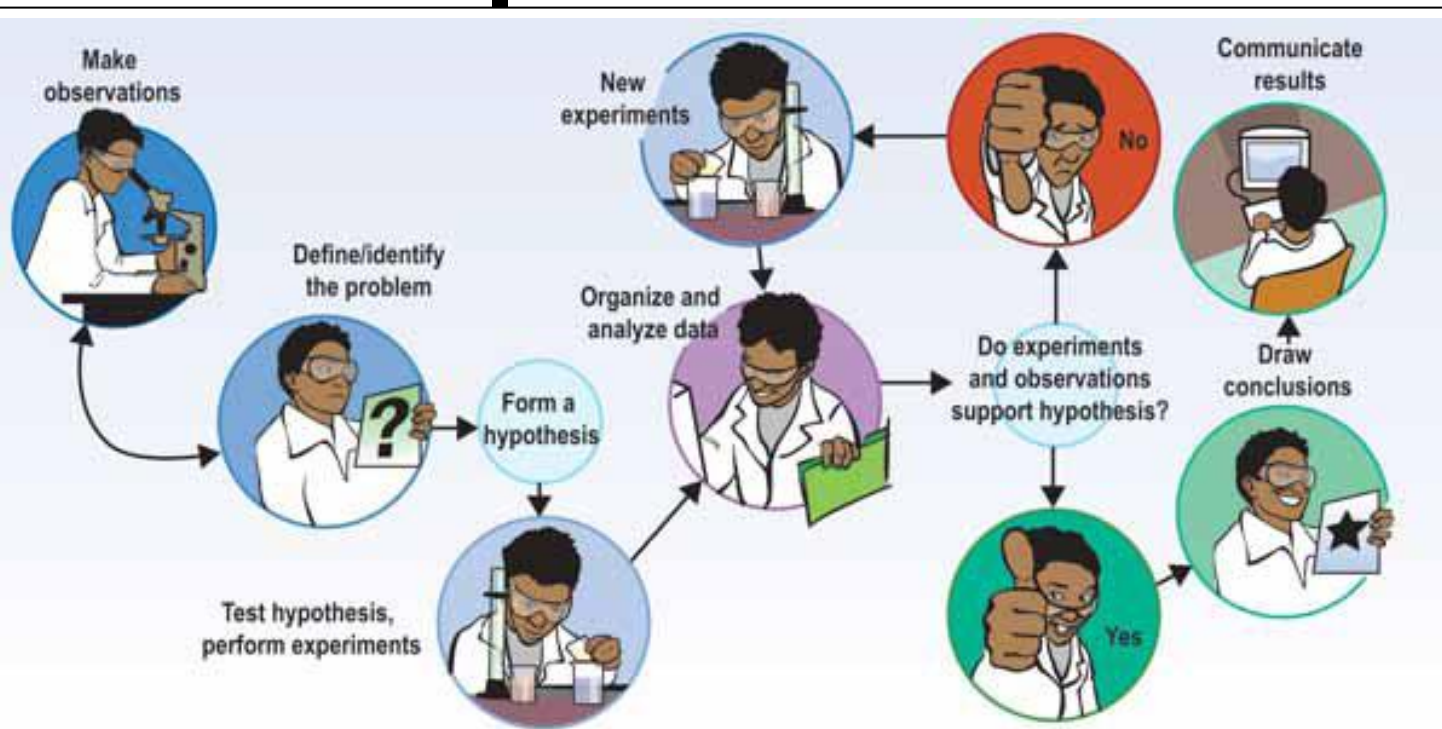 Make
observations
Define/identify
the problem
Form a
hypothesis
?
Test hypothesis,
perform experiments
New
experiments
Organize and
analyze data
Do experiments
and observations
support hypothesis?
No
Yes
Draw
conclusions
Communicate
results